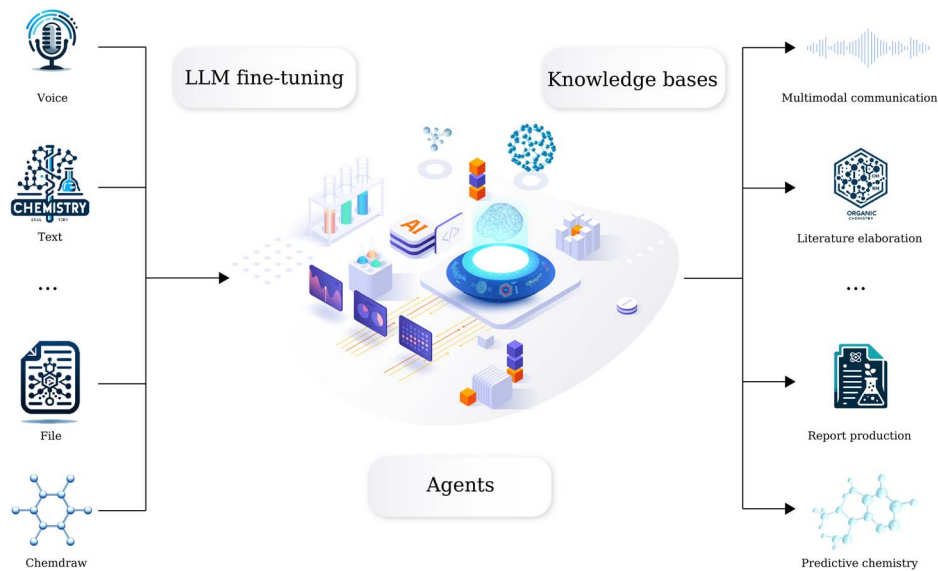 Voice
CHEMISTRY
Text
...
File
Chemdraw
LLM fine-tuning
Knowledge bases
AI
</>
Agents
Multimodal communication
OH
ORGANIC
CHEMISTRY
Literature elaboration
...
Report production
Predictive chemistry